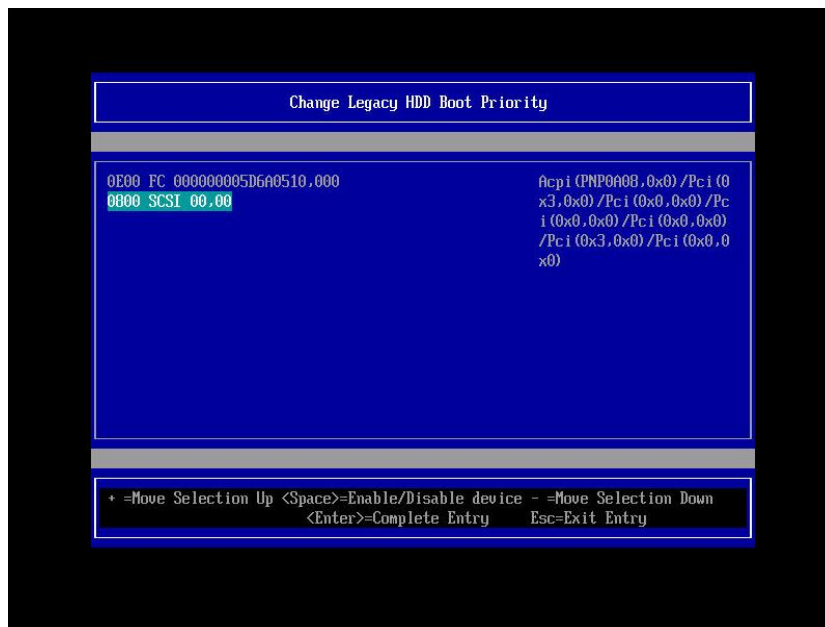 Change Legacy HDD Boot Priority
0E00 FC 000000005D6A0510,000
0800 SCSI 00,00
Acpi(PNP0A08,0x0)/Pci(0
x3,0x0)/Pci(0x0,0x0)/Pc
i(0x0,0x0)/Pci(0x0,0x0)
/Pci(0x3,0x0)/Pci(0x0,0
x0)
+ =Move Selection Up <Space>=Enable/Disable device - =Move Selection Down
<Enter>=Complete Entry Esc=Exit Entry